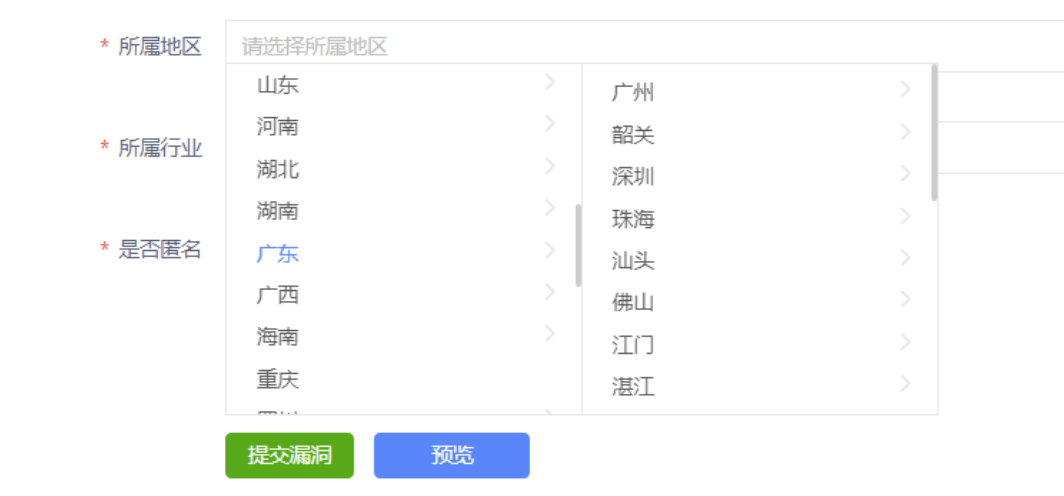 * 所属地区
请选择所属地区
山东
河南
* 所属行业
湖北
湖南
* 是否匿名
广东
广西
海南
重庆
广州
韶关
深圳
珠海
汕头
佛山
江门
湛江
提交漏洞
预览